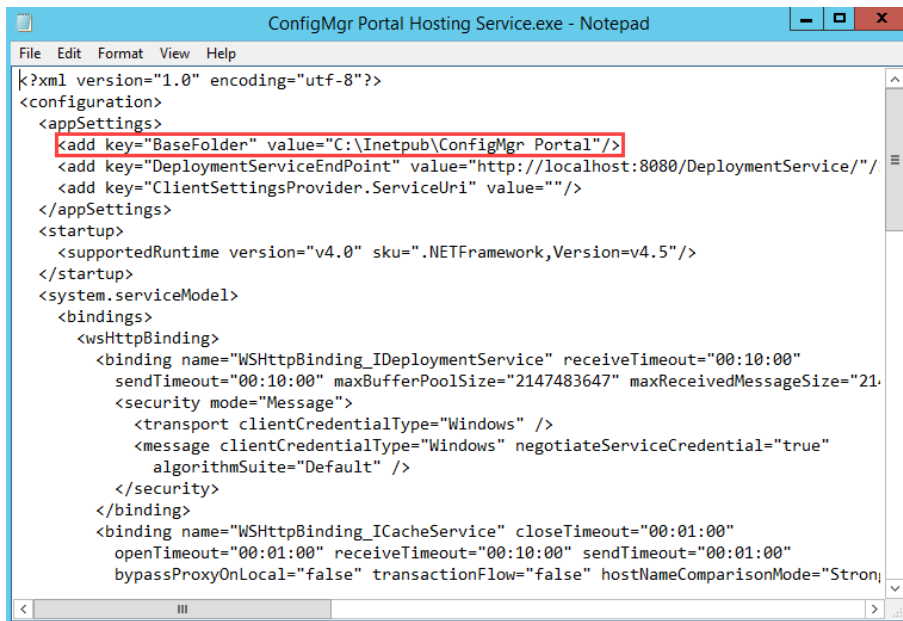 ConfigMgr Portal Hosting Service.exe - Notepad
File Edit Format View Help
<?xml version="1.0" encoding="utf-8"?>
<configuration>
<appSettings>
<add key="BaseFolder" value="C:\Inetpub\ConfigMgr Portal"/>
<add key="DeploymentServiceEndPoint" value="http://localhost:8080/DeploymentService/"/
<add key="ClientSettingsProvider.ServiceUri" value=""/>
</appSettings>
<startup>
<supportedRuntime version="v4.0" sku=".NETFramework,Version=v4.5"/>
</startup>
<system.serviceModel>
<bindings>
<wsHttpBinding>
<binding name="WSHttpBinding_IDeploymentService" receiveTimeout="00:10:00"
sendTimeout="00:10:00" maxBufferPoolSize="2147483647" maxReceivedMessageSize="214
<security mode="Message">
<transport clientCredentialType="Windows" />
<message clientCredentialType="Windows" negotiateServiceCredential="true"
algorithmSuite="Default" />
</security>
</binding>
<binding name="WSHttpBinding_ICacheService" closeTimeout="00:01:00"
openTimeout="00:01:00" receiveTimeout="00:10:00" sendTimeout="00:01:00"
bypassProxyOnLocal="false" transactionFlow="false" hostNameComparisonMode="Strong